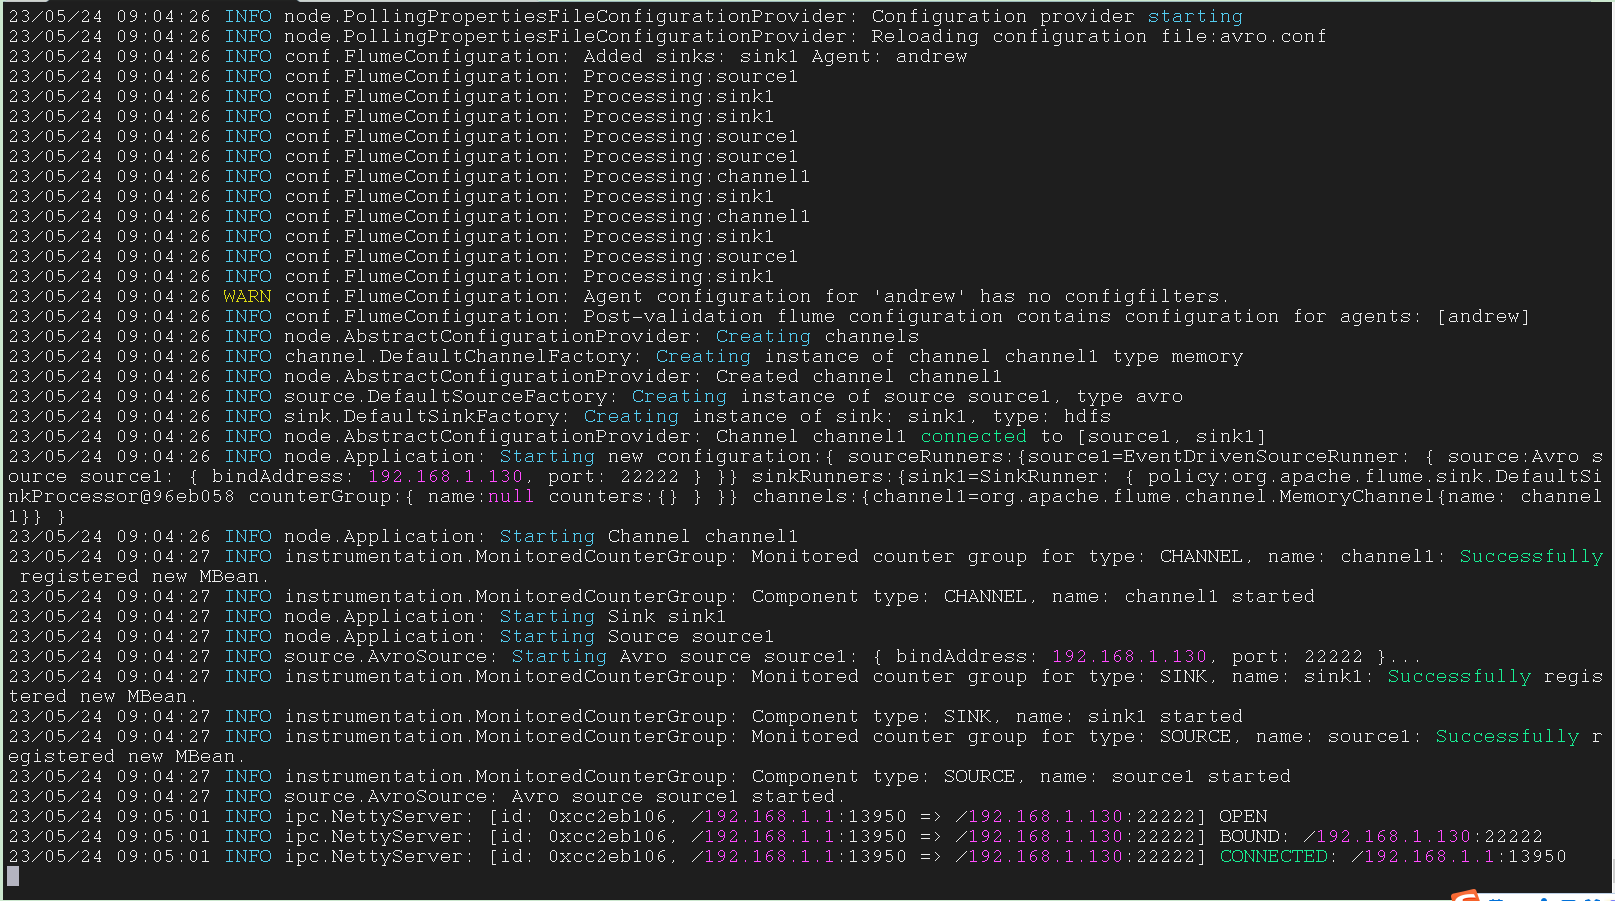 23/05/24 09:04:26 INFO node.PollingPropertiesFileConfigurationProvider: Configuration provider starting
23/05/24 09:04:26 INFO node.PollingPropertiesFileConfigurationProvider: Reloading configuration file:avro.conf
23/05/24 09:04:26 INFO conf.FlumeConfiguration: Added sinks: sink1 Agent: andrew
23/05/24 09:04:26 INFO conf.FlumeConfiguration: Processing:source1
23/05/24 09:04:26 INFO conf.FlumeConfiguration: Processing:sink1
23/05/24 09:04:26 INFO conf.FlumeConfiguration: Processing:sink1
23/05/24 09:04:26 INFO conf.FlumeConfiguration: Processing:source1
23/05/24 09:04:26 INFO conf.FlumeConfiguration: Processing:source1
23/05/24 09:04:26 INFO conf.FlumeConfiguration: Processing:channel1
23/05/24 09:04:26 INFO conf.FlumeConfiguration: Processing:sink1
23/05/24 09:04:26 INFO conf.FlumeConfiguration: Processing:channel1
23/05/24 09:04:26 INFO conf.FlumeConfiguration: Processing:sink1
23/05/24 09:04:26 INFO conf.FlumeConfiguration: Processing:source1
23/05/24 09:04:26 INFO conf.FlumeConfiguration: Processing:sink1
23/05/24 09:04:26 WARN conf.FlumeConfiguration: Agent configuration for 'andrew' has no configfilters.
23/05/24 09:04:26 INFO conf.FlumeConfiguration: Post-validation flume configuration contains configuration for agents: [andrew]
23/05/24 09:04:26 INFO node.AbstractConfigurationProvider: Creating channels
23/05/24 09:04:26 INFO channel.DefaultChannelFactory: Creating instance of channel channel1 type memory
23/05/24 09:04:26 INFO node.AbstractConfigurationProvider: Created channel channel1
23/05/24 09:04:26 INFO source.DefaultSourceFactory: Creating instance of source source1, type avro
23/05/24 09:04:26 INFO sink.DefaultSinkFactory: Creating instance of sink: sink1, type: hdfs
23/05/24 09:04:26 INFO node.AbstractConfigurationProvider: Channel channel1 connected to [source1, sink1]
23/05/24 09:04:26 INFO node.Application: Starting new configuration:{ sourceRunners:{source1=EventDrivenSourceRunner: { source:Avro s
ource source1: { bindAddress: 192.168.1.130, port: 22222 } }} sinkRunners:{sink1=SinkRunner: { policy:org.apache.flume.sink.DefaultSi
nkProcessor@96eb058 counterGroup:{ name:null counters:{} } }} channels:{channel1=org.apache.flume.channel.MemoryChannel{name: channel
1}} }
23/05/24 09:04:26 INFO node.Application: Starting Channel channel1
23/05/24 09:04:27 INFO instrumentation.MonitoredCounterGroup: Monitored counter group for type: CHANNEL, name: channel1: Successfully
 registered new MBean.
23/05/24 09:04:27 INFO instrumentation.MonitoredCounterGroup: Component type: CHANNEL, name: channel1 started
23/05/24 09:04:27 INFO node.Application: Starting Sink sink1
23/05/24 09:04:27 INFO node.Application: Starting Source source1
23/05/24 09:04:27 INFO source.AvroSource: Starting Avro source source1: { bindAddress: 192.168.1.130, port: 22222 }...
23/05/24 09:04:27 INFO instrumentation.MonitoredCounterGroup: Monitored counter group for type: SINK, name: sink1: Successfully regis
tered new MBean.
23/05/24 09:04:27 INFO instrumentation.MonitoredCounterGroup: Component type: SINK, name: sink1 started
23/05/24 09:04:27 INFO instrumentation.MonitoredCounterGroup: Monitored counter group for type: SOURCE, name: source1: Successfully r
egistered new MBean.
23/05/24 09:04:27 INFO instrumentation.MonitoredCounterGroup: Component type: SOURCE, name: source1 started
23/05/24 09:04:27 INFO source.AvroSource: Avro source source1 started.
23/05/24 09:05:01 INFO ipc.NettyServer: [id: 0xcc2eb106, /192.168.1.1:13950 => /192.168.1.130:22222] OPEN
23/05/24 09:05:01 INFO ipc.NettyServer: [id: 0xcc2eb106, /192.168.1.1:13950 => /192.168.1.130:22222] BOUND: /192.168.1.130:22222
23/05/24 09:05:01 INFO ipc.NettyServer: [id: 0xcc2eb106, /192.168.1.1:13950 => /192.168.1.130:22222] CONNECTED: /192.168.1.1:13950